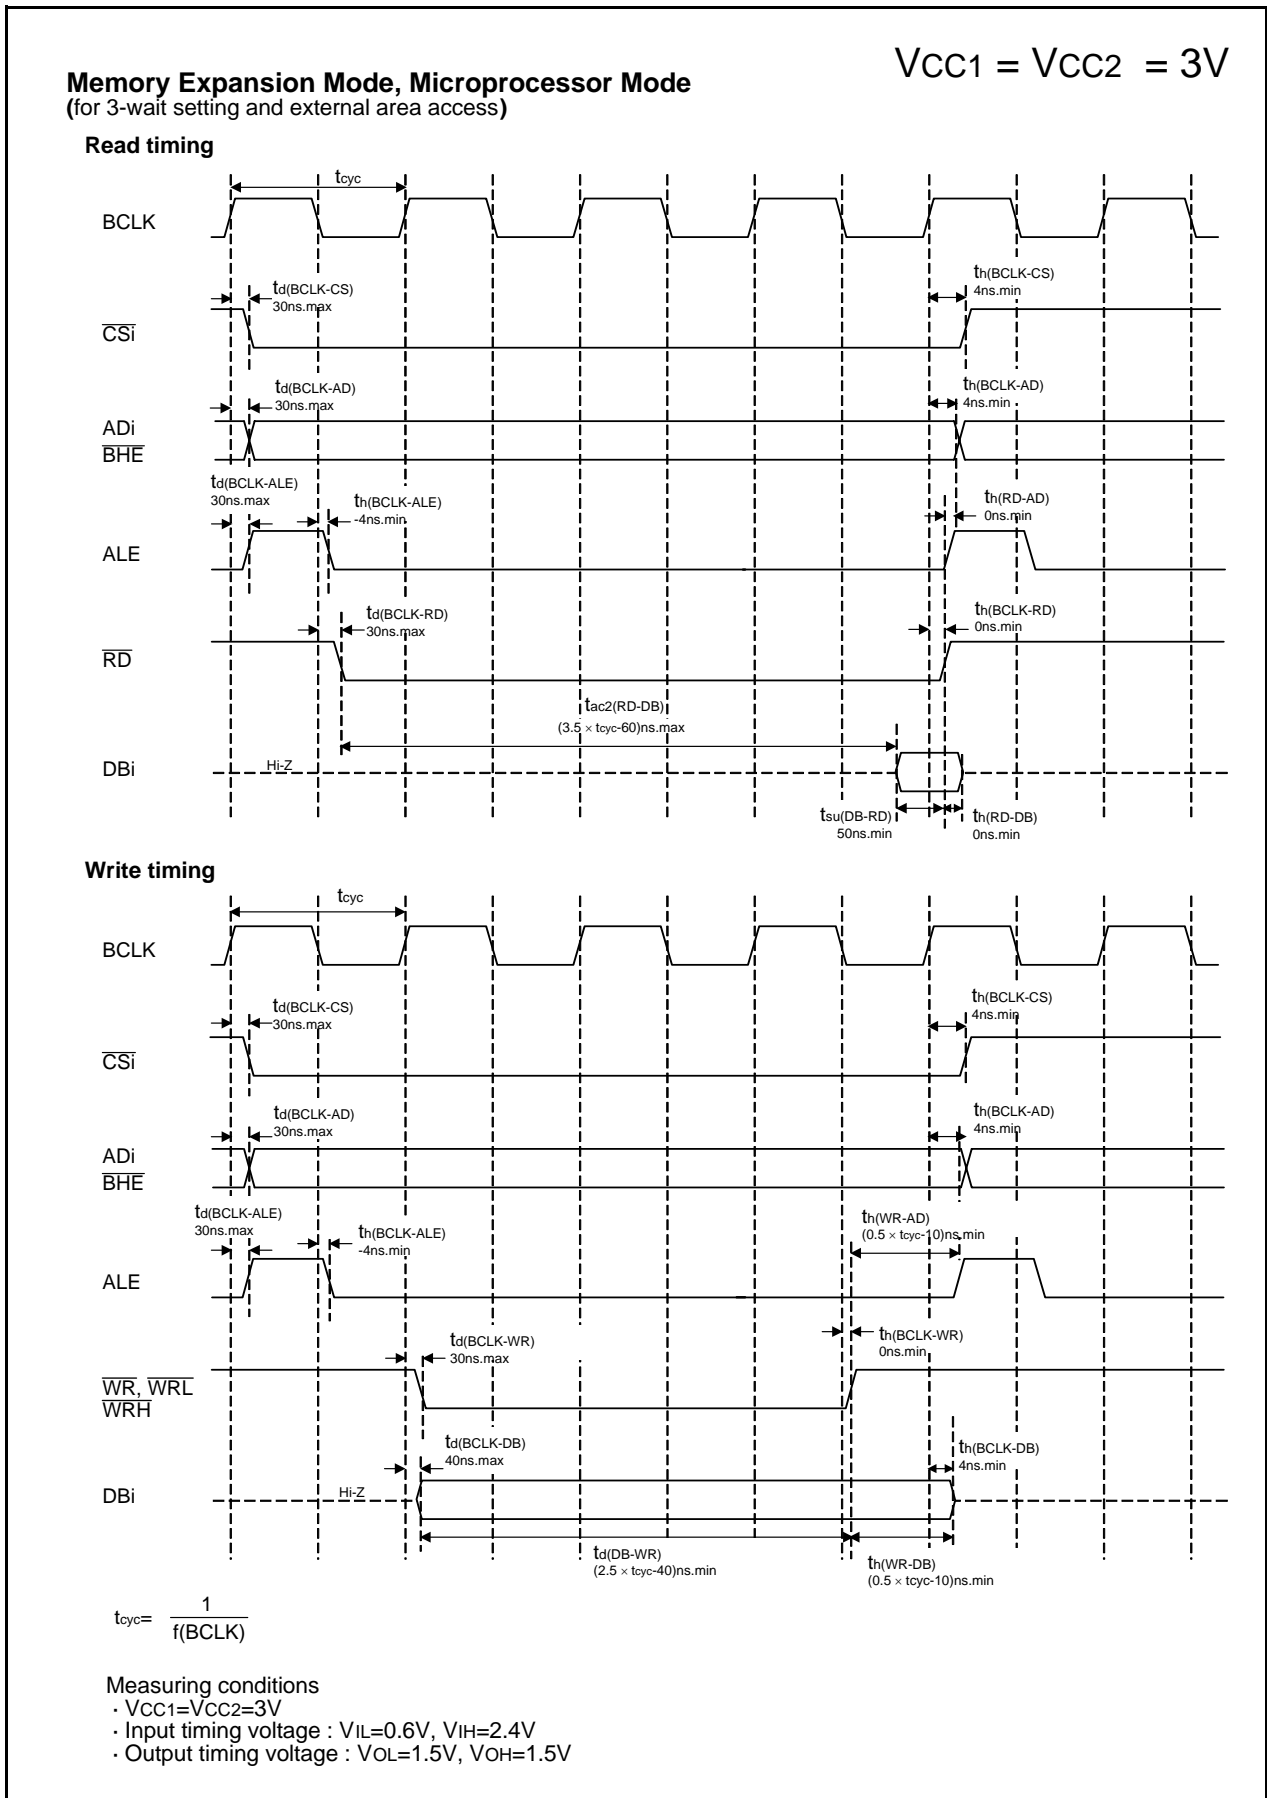 VCC1 = VCC2 = 3V
Memory Expansion Mode, Microprocessor Mode
(for 3-wait setting and external area access)
Read timing
tcyc
BCLK
td(BCLK-CS)
30ns.max
th(BCLK-CS)
4ns.min
CSi
td(BCLK-AD)
30ns.max
th(BCLK-AD)
4ns.min
ADi
BHE
td(BCLK-ALE)
30ns.max
th(BCLK-ALE)
-4ns.min
th(RD-AD)
0ns.min
ALE
td(BCLK-RD)
30ns.max
th(BCLK-RD)
0ns.min
RD
tac2(RD-DB)
(3.5 × tcyc-60)ns.max
DBi
Hi-Z
tsu(DB-RD)
50ns.min
th(RD-DB)
0ns.min
Write timing
tcyc
BCLK
td(BCLK-CS)
30ns.max
th(BCLK-CS)
4ns.min
CSi
td(BCLK-AD)
30ns.max
th(BCLK-AD)
4ns.min
ADi
BHE
td(BCLK-ALE)
30ns.max
th(BCLK-ALE)
-4ns.min
th(WR-AD)
(0.5 × tcyc-10)ns.min
ALE
td(BCLK-WR)
30ns.max
th(BCLK-WR)
0ns.min
WR, WRL
WRH
td(BCLK-DB)
40ns.max
th(BCLK-DB)
4ns.min
DBi
Hi-Z
td(DB-WR)
(2.5 × tcyc-40)ns.min
th(WR-DB)
(0.5 × tcyc-10)ns.min
tcyc= 1
f(BCLK)
Measuring conditions
· VCC1=VCC2=3V
· Input timing voltage : VIL=0.6V, VIH=2.4V
· Output timing voltage : VOL=1.5V, VOH=1.5V